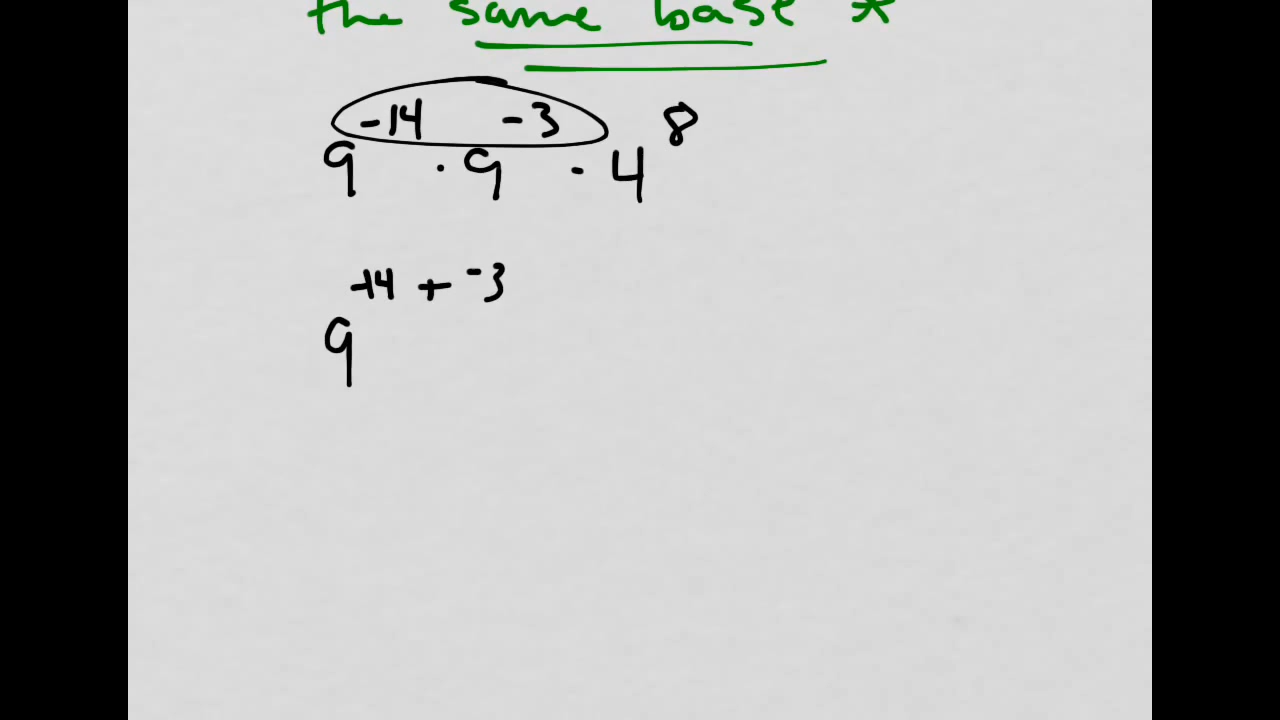 the same base *
9^-14 · 9^-3 · 4^8
9^-14 + -3